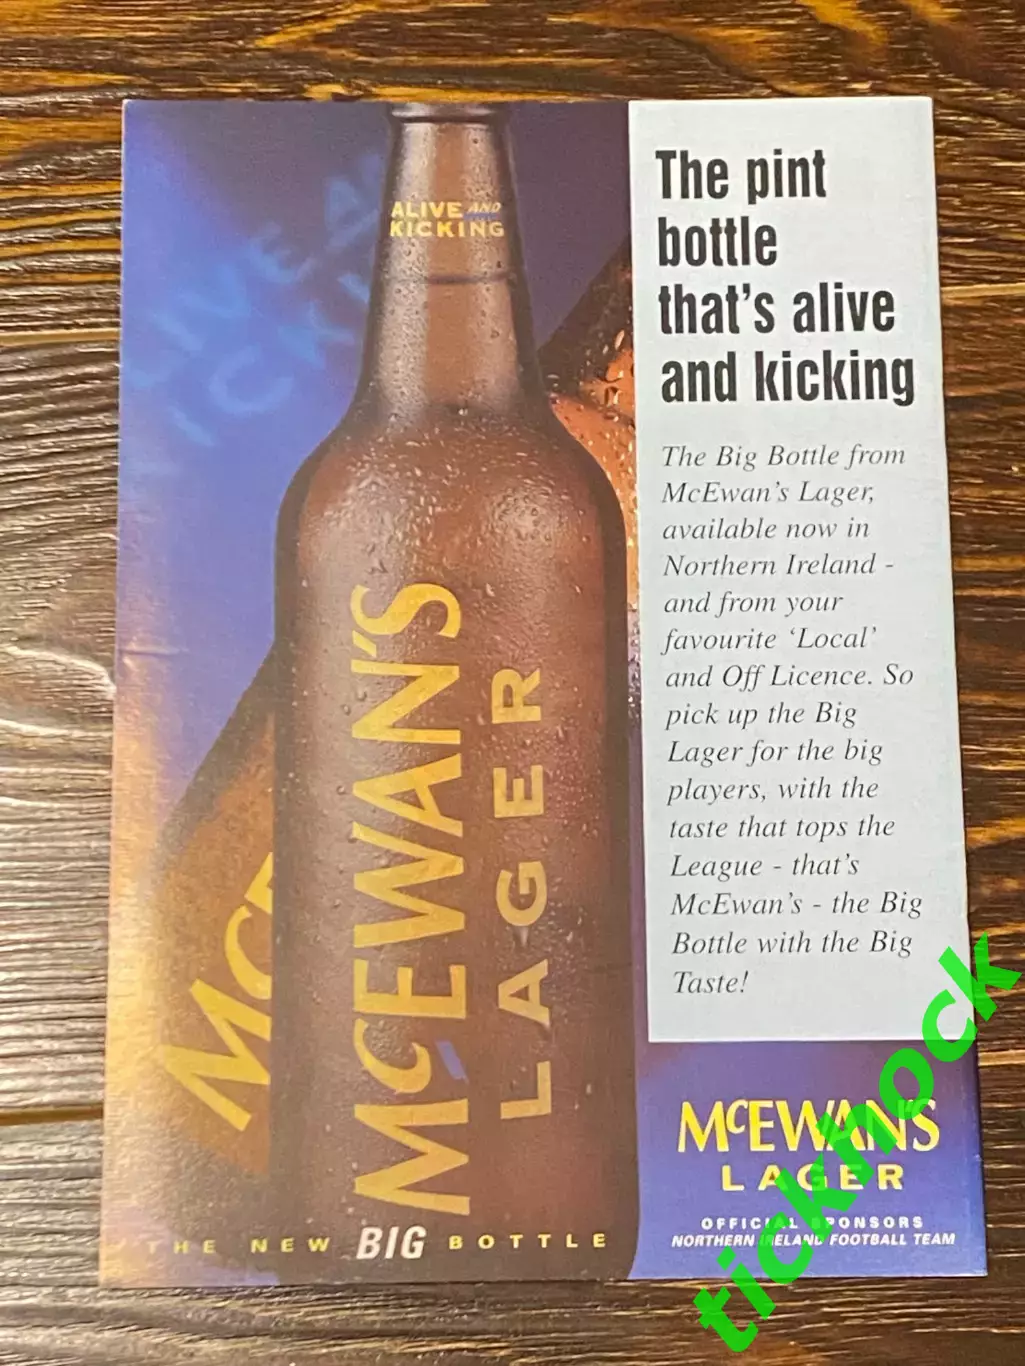 ALIVE AND
KICKING
McEWAN'S
LAGER
THE NEW BIG BOTTLE
The pint
bottle
that's alive
and kicking
The Big Bottle from
McEwan's Lager,
available now in
Northern Ireland -
and from your
favourite 'Local'
and Off Licence. So
pick up the Big
Lager for the big
players, with the
taste that tops the
League - that's
McEwan's - the Big
Bottle with the Big
Taste!
McEWAN'S
LAGER
OFFICIAL SPONSORS
NORTHERN IRELAND FOOTBALL TEAM
tickhock